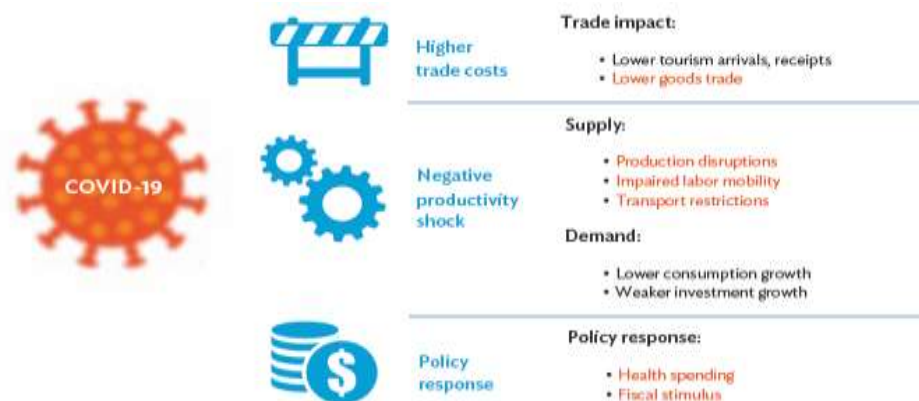 COVID-19
Higher
trade costs
Trade impact:
• Lower tourism arrivals, receipts
• Lower goods trade
Negative
productivity
shock
Supply:
• Production disruptions
• Impaired labor mobility
• Transport restrictions
Demand:
• Lower consumption growth
• Weaker investment growth
Policy
response
Policy response:
• Health spending
• Fiscal stimulus